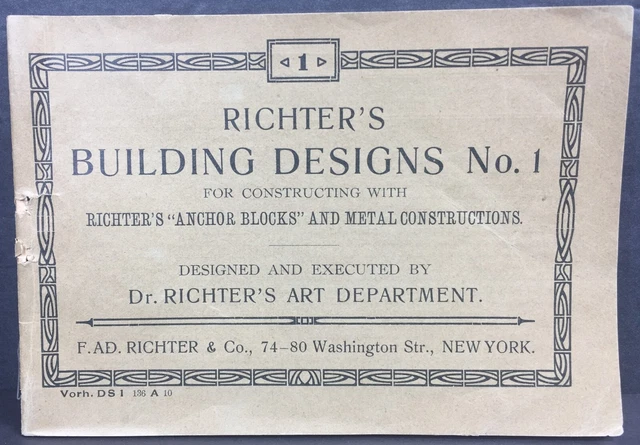 1
RICHTER'S
BUILDING DESIGNS No. 1
FOR CONSTRUCTING WITH
RICHTER'S "ANCHOR BLOCKS" AND METAL CONSTRUCTIONS.
DESIGNED AND EXECUTED BY
Dr. RICHTER'S ART DEPARTMENT.
F. AD. RICHTER & Co., 74–80 Washington Str., NEW YORK.
Vorh. DS I 136 A 10